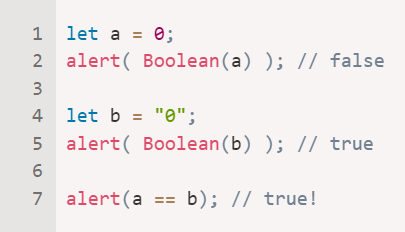 1 let a = 0;
2 alert( Boolean(a) ); // false
3
4 let b = "0";
5 alert( Boolean(b) ); // true
6
7 alert(a == b); // true!